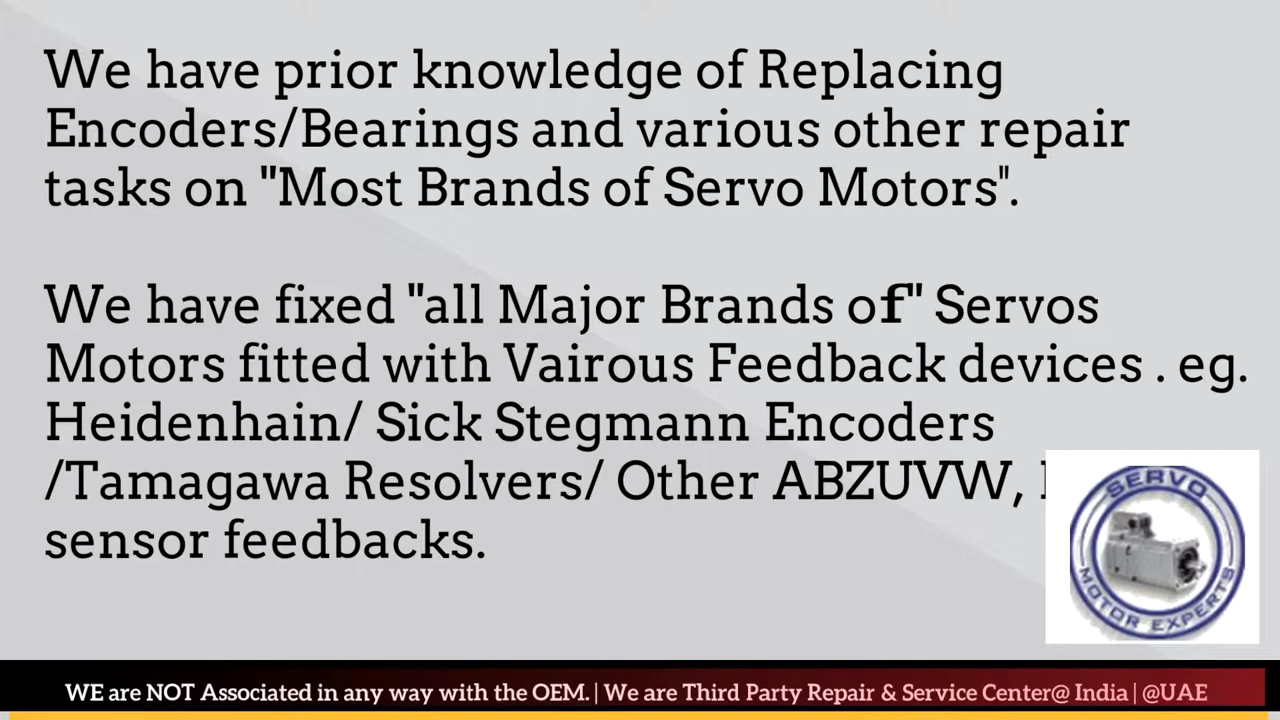 We have prior knowledge of Replacing
Encoders/Bearings and various other repair
tasks on "Most Brands of Servo Motors".
We have fixed "all Major Brands of" Servos
Motors fitted with Vairous Feedback devices . eg.
Heidenhain/ Sick Stegmann Encoders
/Tamagawa Resolvers/ Other ABZUVW,
sensor feedbacks.
SERVO
MOTOR EXPERTS
WE are NOT Associated in any way with the OEM. | We are Third Party Repair & Service Center@ India | @UAE